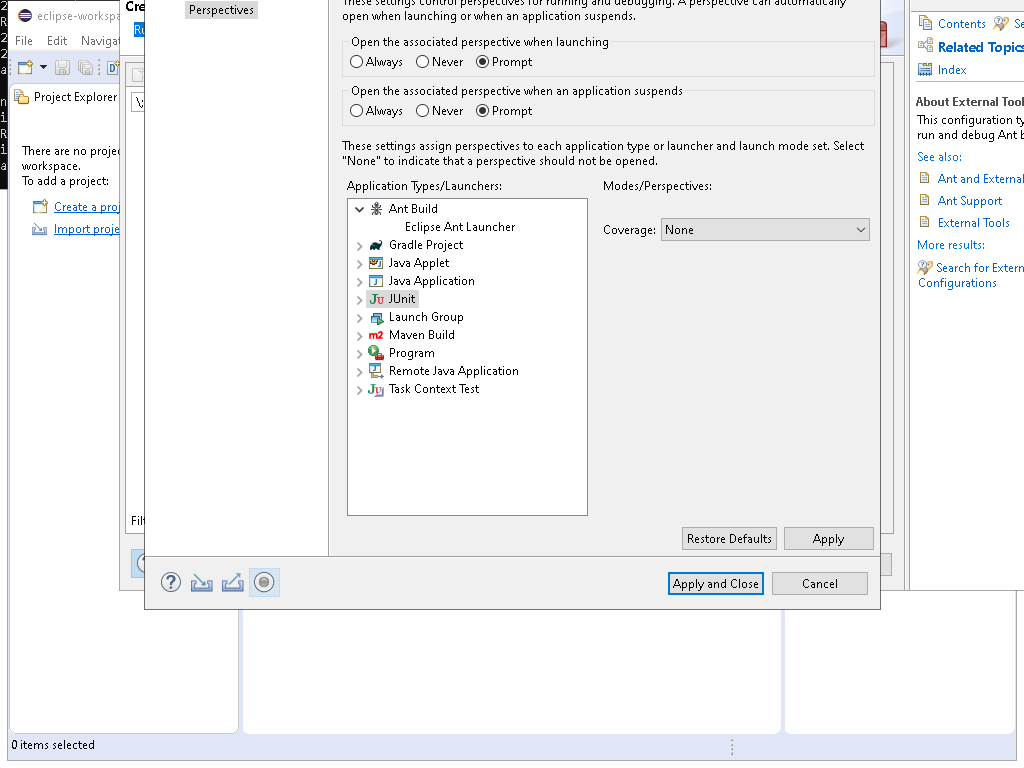 eclipse-workspa
File Edit Navigat
Project Explorer
There are no projec
workspace.
To add a project:
Create a proj
Import proje
0 items selected
Cre
Perspectives
These settings control perspectives for running and debugging. A perspective can automatically
open when launching or when an application suspends.
Open the associated perspective when launching
Always Never Prompt
Open the associated perspective when an application suspends
Always Never Prompt
These settings assign perspectives to each application type or launcher and launch mode set. Select
"None" to indicate that a perspective should not be opened.
Application Types/Launchers:
Modes/Perspectives:
Ant Build
Eclipse Ant Launcher
Gradle Project
Java Applet
Java Application
JUnit
Launch Group
Maven Build
Program
Remote Java Application
Task Context Test
Coverage: None
Filt
Restore Defaults Apply
Apply and Close Cancel
Contents Se
Related Topics
Index
About External Tool
This configuration ty
run and debug Ant b
See also:
Ant and External
Ant Support
External Tools
More results:
Search for Extern
Configurations